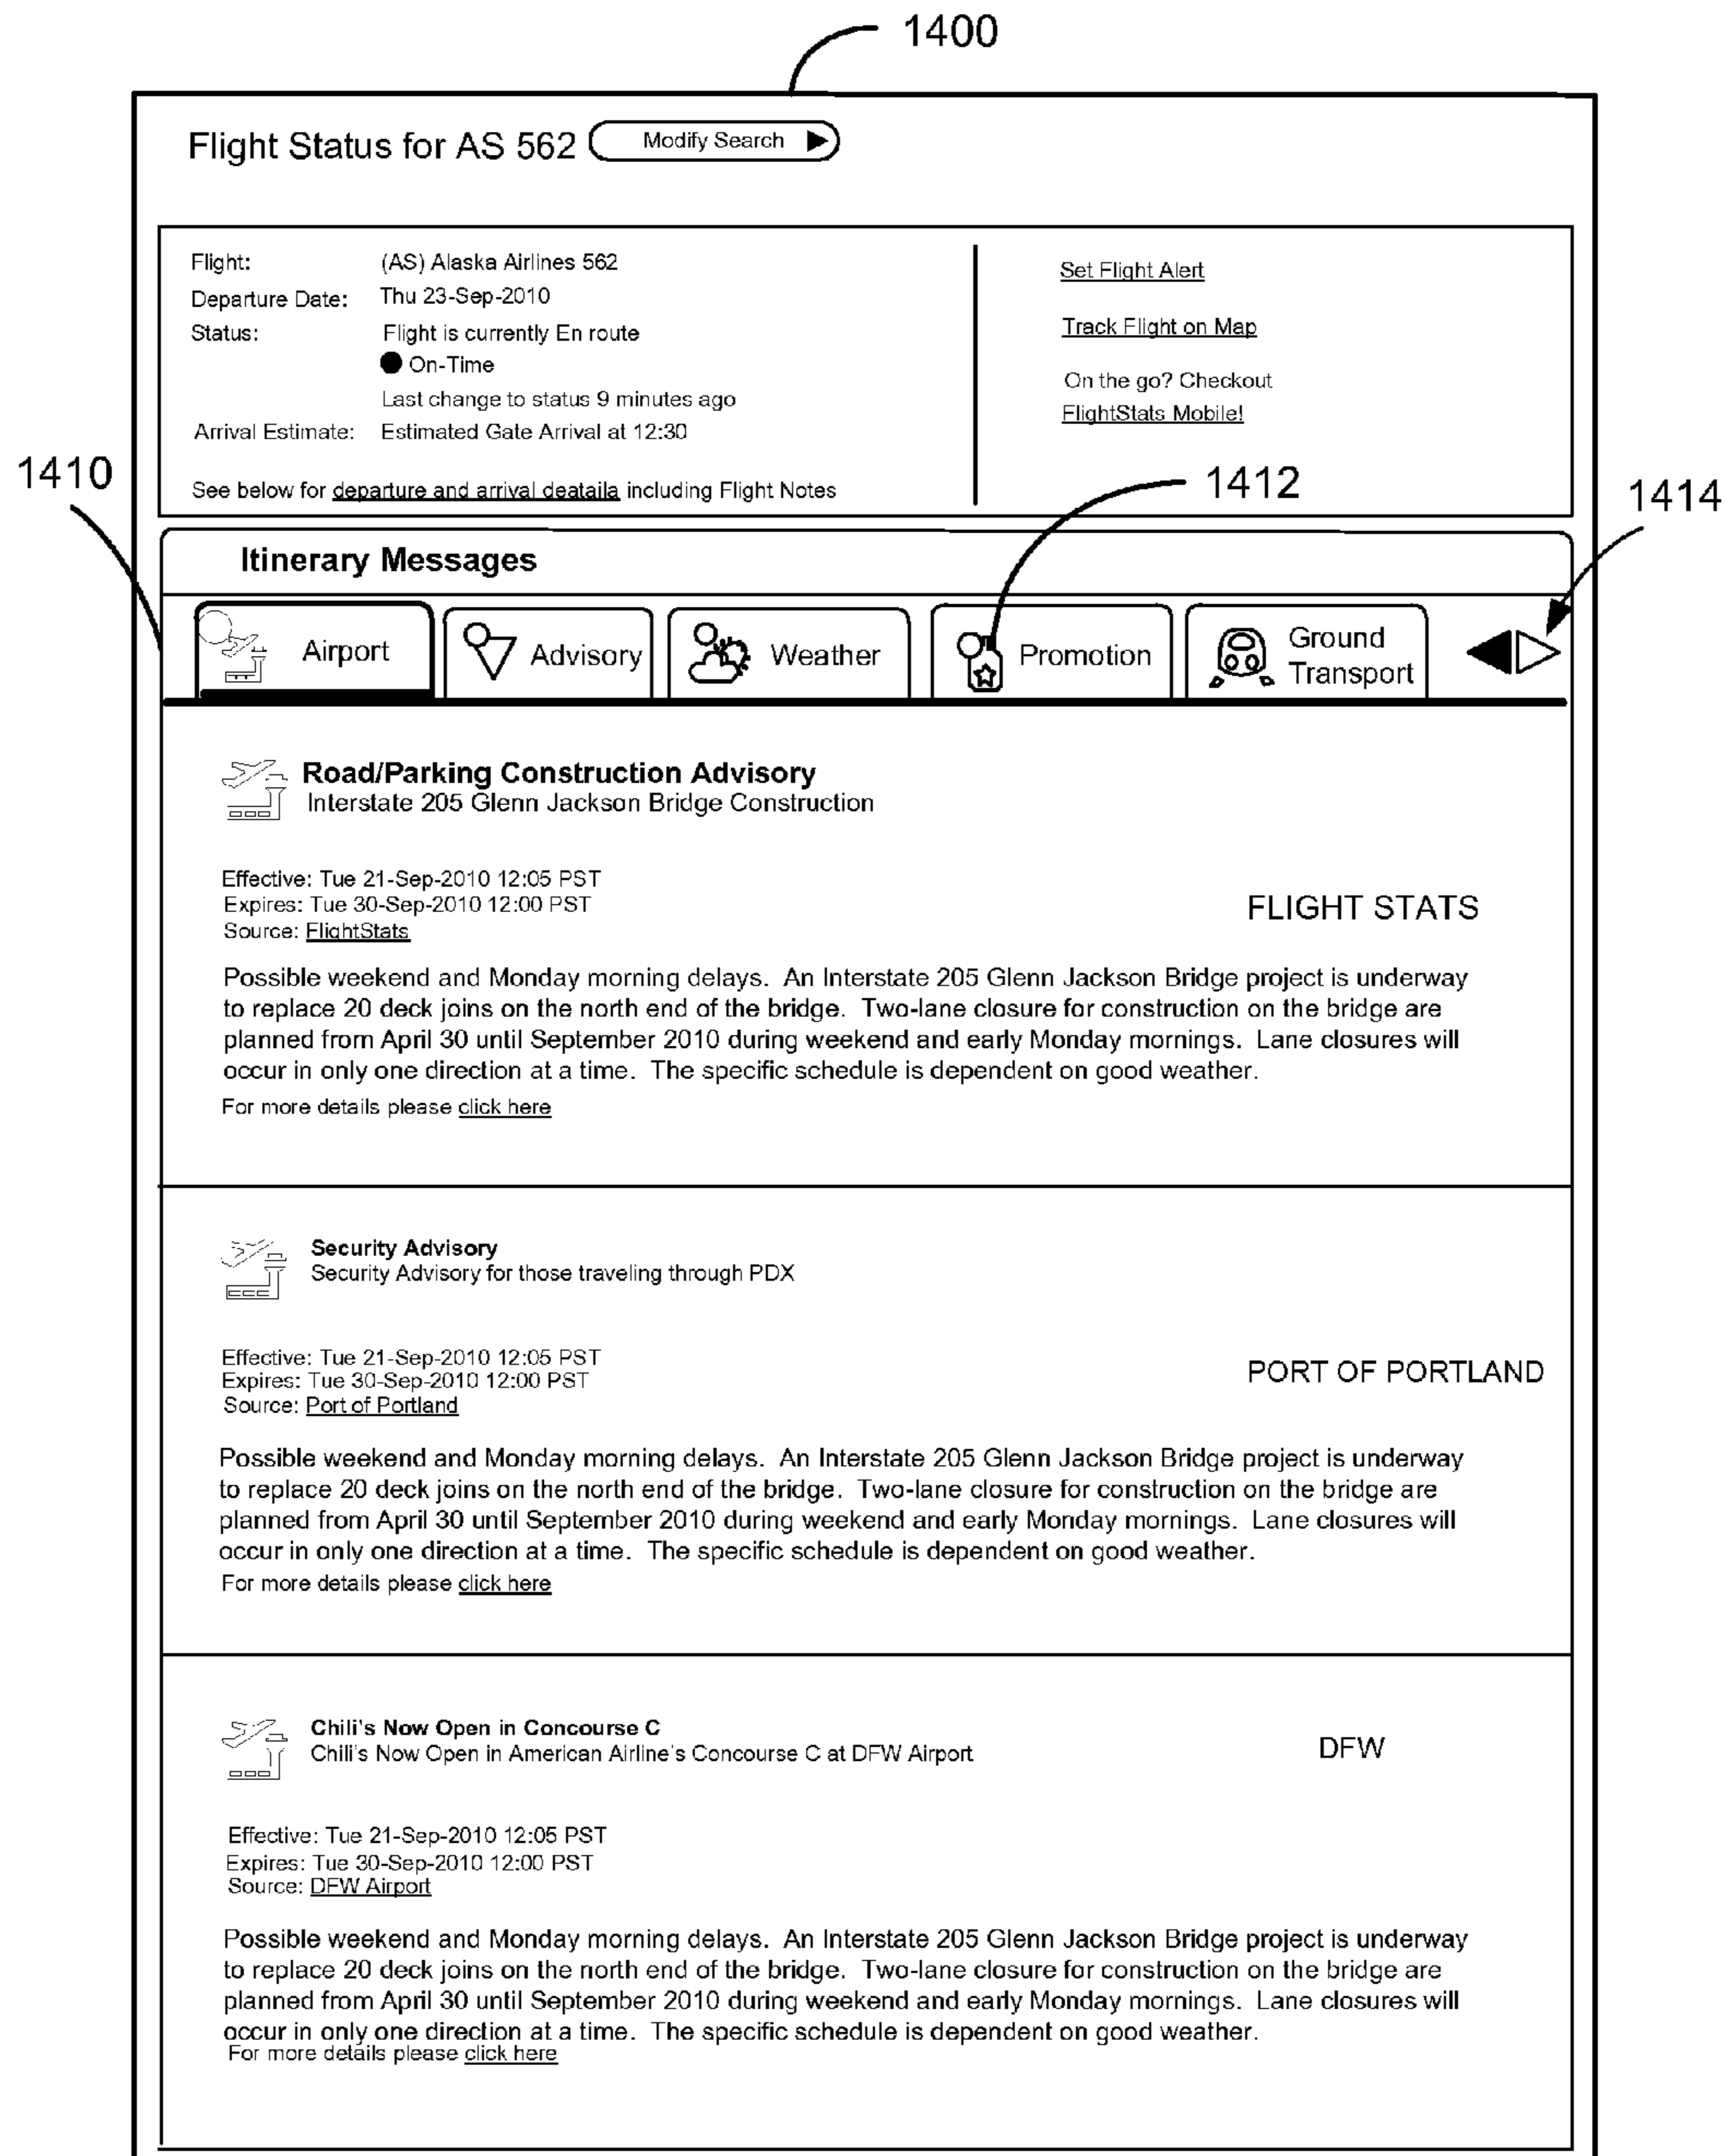 1400
Flight Status for AS 562 Modify Search
Flight: (AS) Alaska Airlines 562
Departure Date: Thu 23-Sep-2010
Status: Flight is currently En route
On-Time
Last change to status 9 minutes ago
Arrival Estimate: Estimated Gate Arrival at 12:30
See below for departure and arrival deataila including Flight Notes
Set Flight Alert
Track Flight on Map
On the go? Checkout
FlightStats Mobile!
1410
1412
1414
Itinerary Messages
Airport
Advisory
Weather
Promotion
Ground
Transport
Road/Parking Construction Advisory
Interstate 205 Glenn Jackson Bridge Construction
Effective: Tue 21-Sep-2010 12:05 PST
Expires: Tue 30-Sep-2010 12:00 PST
Source: FlightStats
FLIGHT STATS
Possible weekend and Monday morning delays. An Interstate 205 Glenn Jackson Bridge project is underway
to replace 20 deck joins on the north end of the bridge. Two-lane closure for construction on the bridge are
planned from April 30 until September 2010 during weekend and early Monday mornings. Lane closures will
occur in only one direction at a time. The specific schedule is dependent on good weather.
For more details please click here
Security Advisory
Security Advisory for those traveling through PDX
Effective: Tue 21-Sep-2010 12:05 PST
Expires: Tue 30-Sep-2010 12:00 PST
Source: Port of Portland
PORT OF PORTLAND
Possible weekend and Monday morning delays. An Interstate 205 Glenn Jackson Bridge project is underway
to replace 20 deck joins on the north end of the bridge. Two-lane closure for construction on the bridge are
planned from April 30 until September 2010 during weekend and early Monday mornings. Lane closures will
occur in only one direction at a time. The specific schedule is dependent on good weather.
For more details please click here
Chili's Now Open in Concourse C
Chili's Now Open in American Airline's Concourse C at DFW Airport
DFW
Effective: Tue 21-Sep-2010 12:05 PST
Expires: Tue 30-Sep-2010 12:00 PST
Source: DFW Airport
Possible weekend and Monday morning delays. An Interstate 205 Glenn Jackson Bridge project is underway
to replace 20 deck joins on the north end of the bridge. Two-lane closure for construction on the bridge are
planned from April 30 until September 2010 during weekend and early Monday mornings. Lane closures will
occur in only one direction at a time. The specific schedule is dependent on good weather.
For more details please click here